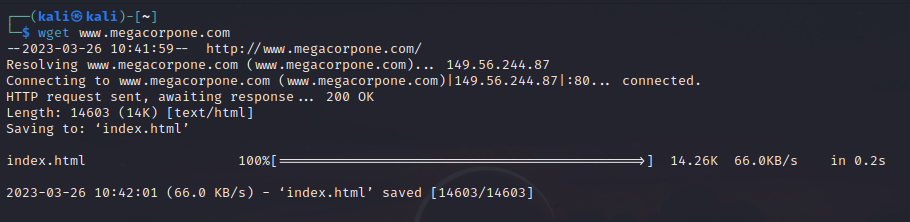 ┌──(kali㉿kali)-[~]
└─$ wget www.megacorpone.com
--2023-03-26 10:41:59--  http://www.megacorpone.com/
Resolving www.megacorpone.com (www.megacorpone.com)... 149.56.244.87
Connecting to www.megacorpone.com (www.megacorpone.com)|149.56.244.87|:80... connected.
HTTP request sent, awaiting response... 200 OK
Length: 14603 (14K) [text/html]
Saving to: ‘index.html’
index.html                    100%[===============================================>]  14.26K  66.0KB/s    in 0.2s
2023-03-26 10:42:01 (66.0 KB/s) - ‘index.html’ saved [14603/14603]